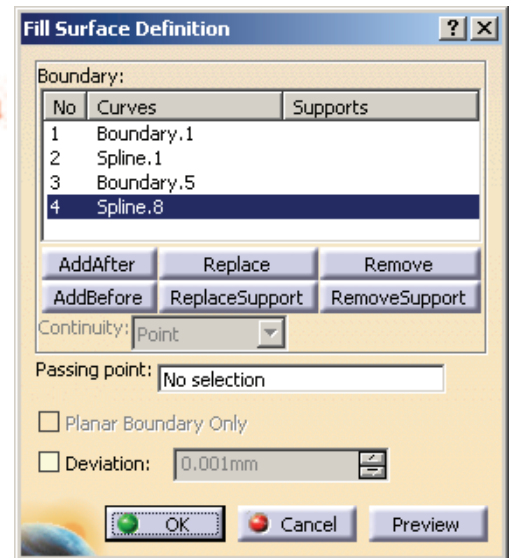 Fill Surface Definition ? X
Boundary:
No Curves Supports
1 Boundary.1
2 Spline.1
3 Boundary.5
4 Spline.8
AddAfter Replace Remove
AddBefore ReplaceSupport RemoveSupport
Continuity: Point
Passing point: No selection
Planar Boundary Only
Deviation: 0.001mm
OK Cancel Preview